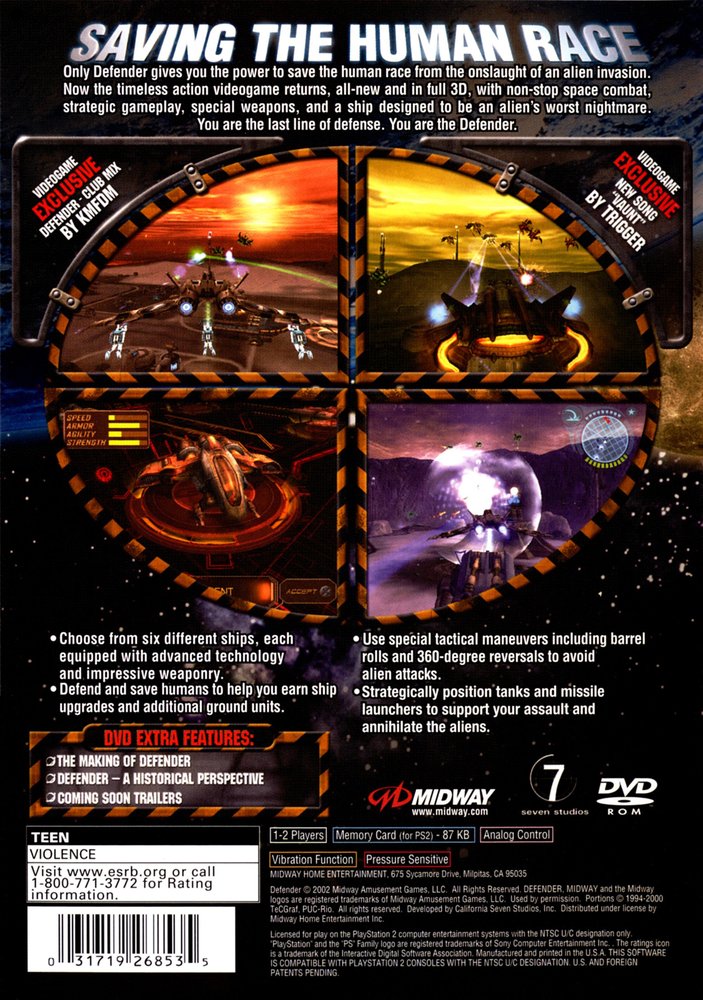 SAVING THE HUMAN RACE
Only Defender gives you the power to save the human race from the onslaught of an alien invasion.
Now the timeless action videogame returns, all-new and in full 3D, with non-stop space combat,
strategic gameplay, special weapons, and a ship designed to be an alien's worst nightmare.
You are the last line of defense. You are the Defender.
VIDEOGAME
EXCLUSIVE
DEFENDER - CLUB MIX
BY KMFDM
VIDEOGAME
EXCLUSIVE
NEW SONG
"VAUNT"
BY TRIGGER
SPEED
ARMOR
AGILITY
STRENGTH
ENT
ACCEPT
• Choose from six different ships, each
equipped with advanced technology
and impressive weaponry.
• Defend and save humans to help you earn ship
upgrades and additional ground units.
• Use special tactical maneuvers including barrel
rolls and 360-degree reversals to avoid
alien attacks.
• Strategically position tanks and missile
launchers to support your assault and
annihilate the aliens.
DVD EXTRA FEATURES:
THE MAKING OF DEFENDER
DEFENDER – A HISTORICAL PERSPECTIVE
COMING SOON TRAILERS
MIDWAY
www.midway.com
7
seven studios
DVD
ROM
TEEN
VIOLENCE
Visit www.esrb.org or call
1-800-771-3772 for Rating
information.
0 31719 26853 5
1-2 Players
Memory Card (for PS2) - 87 KB
Analog Control
Vibration Function
Pressure Sensitive
MIDWAY HOME ENTERTAINMENT, 675 Sycamore Drive, Milpitas, CA 95035
Defender © 2002 Midway Amusement Games, LLC. All Rights Reserved. DEFENDER, MIDWAY and the Midway
logos are registered trademarks of Midway Amusement Games, LLC. Used by permission. Portions © 1994-2000
TeCGraf, PUC-Rio. All rights reserved. Developed by California Seven Studios, Inc. Distributed under license by
Midway Home Entertainment Inc.
Licensed for play on the PlayStation 2 computer entertainment systems with the NTSC U/C designation only.
"PlayStation" and the "PS" Family logo are registered trademarks of Sony Computer Entertainment Inc. . The ratings icon
is a trademark of the Interactive Digital Software Association. Manufactured and printed in the U.S.A. THIS SOFTWARE
IS COMPATIBLE WITH PLAYSTATION 2 CONSOLES WITH THE NTSC U/C DESIGNATION. U.S. AND FOREIGN
PATENTS PENDING.